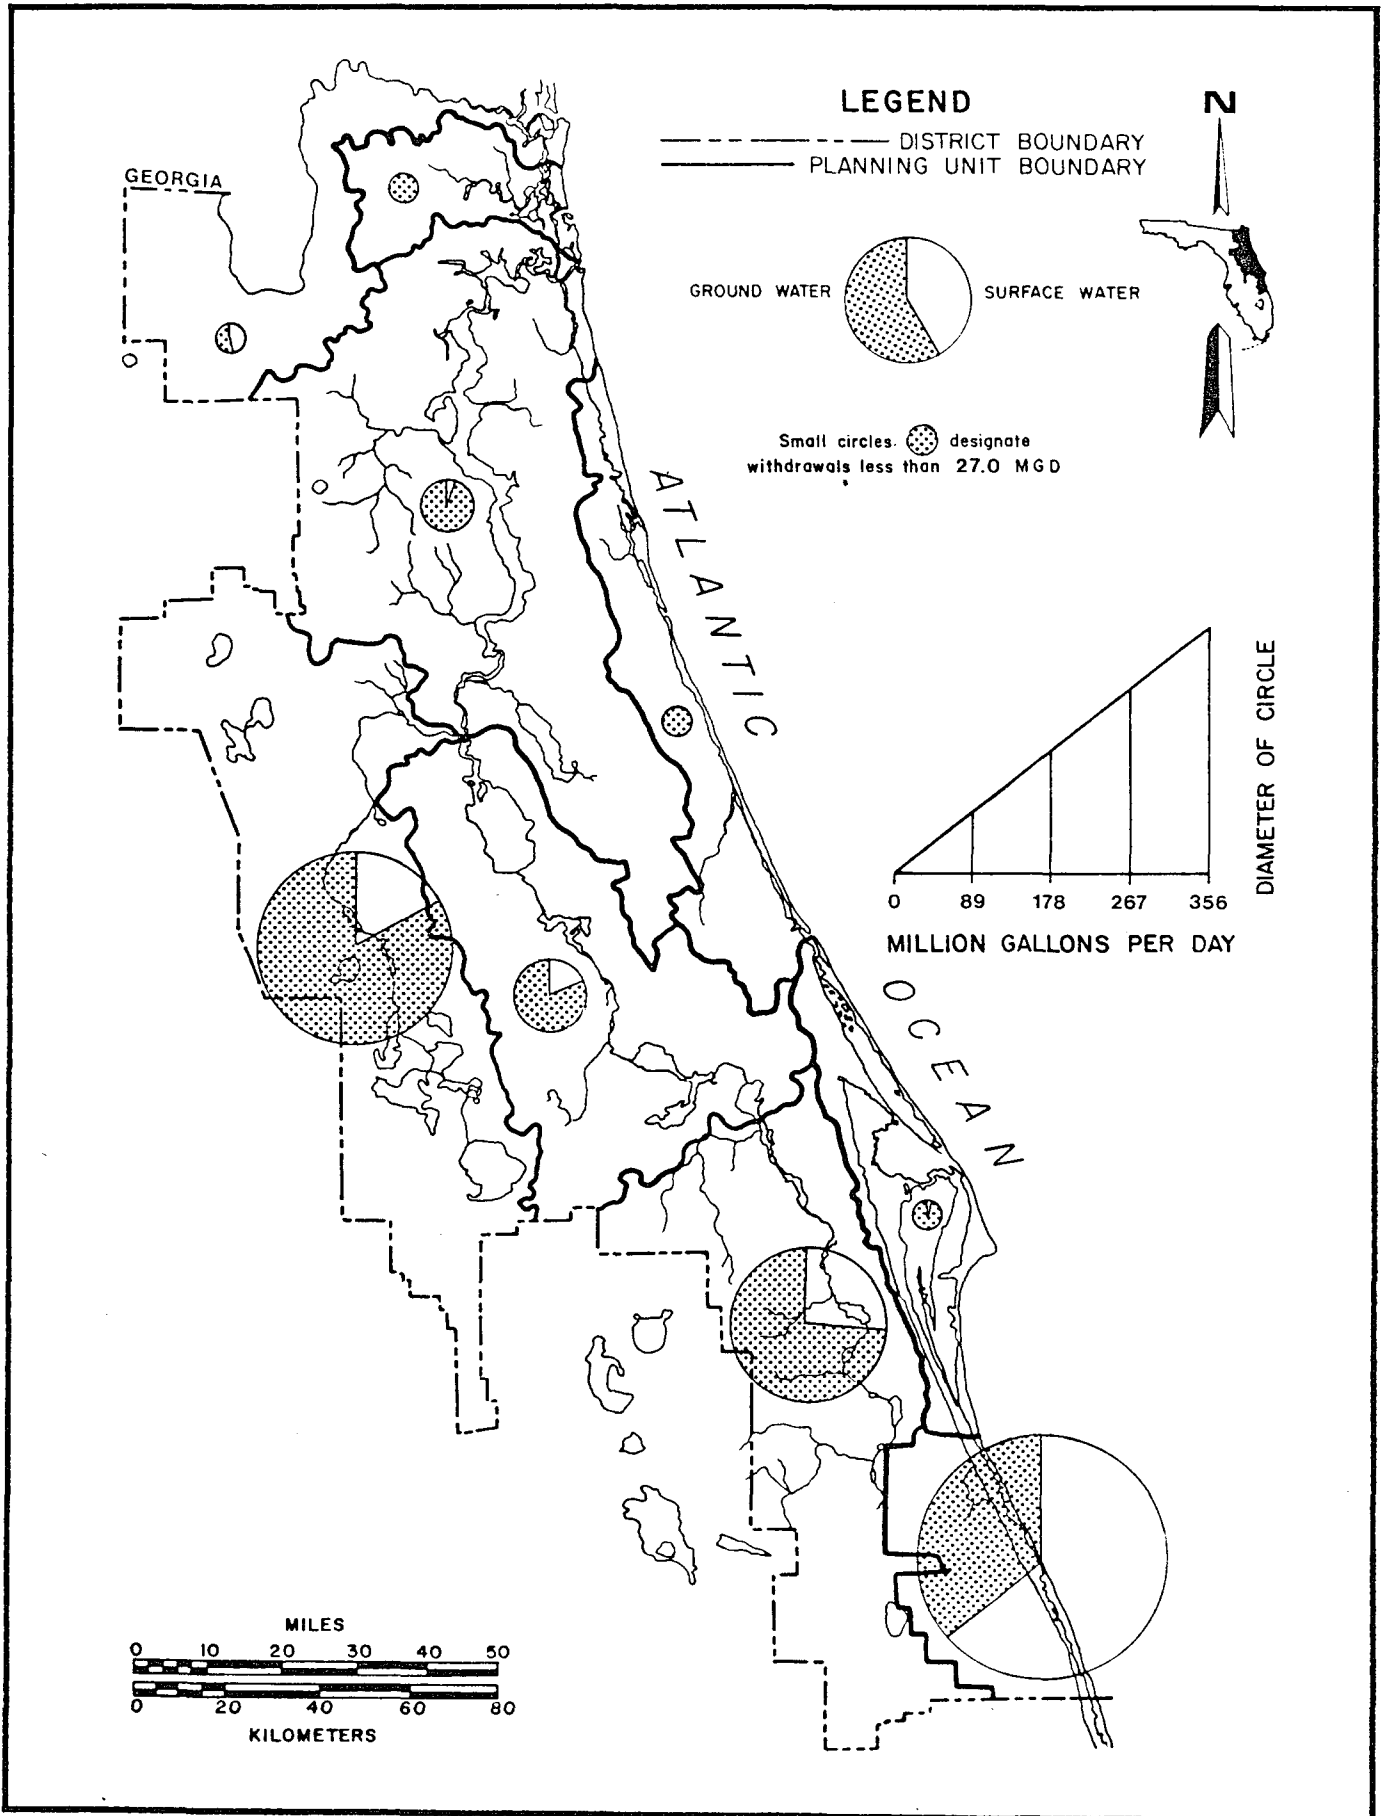 LEGEND
N
DISTRICT BOUNDARY
PLANNING UNIT BOUNDARY
GEORGIA
GROUND WATER
SURFACE WATER
Small circles designate
withdrawals less than 27.0 MGD
ATLANTIC
OCEAN
DIAMETER OF CIRCLE
0 89 178 267 356
MILLION GALLONS PER DAY
MILES
0 10 20 30 40 50
0 20 40 60 80
KILOMETERS